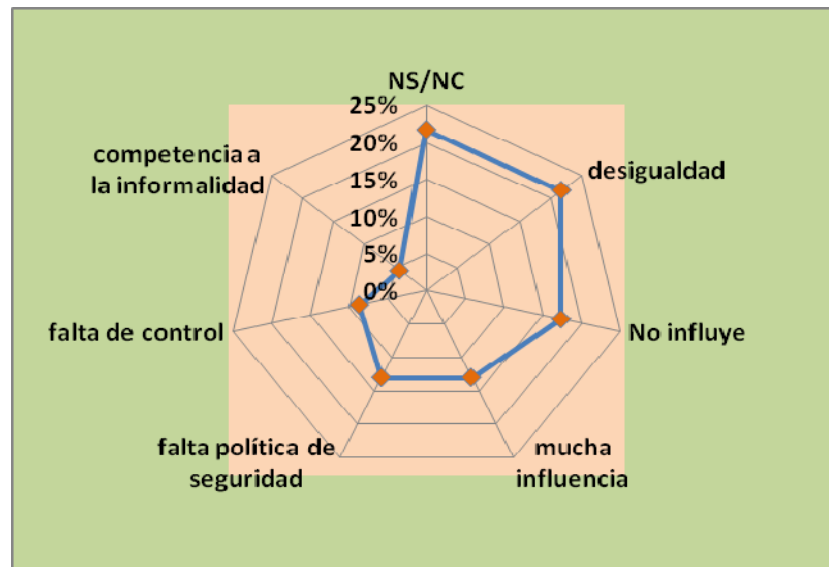 NS/NC
25%
20%
15%
10%
5%
0%
desigualdad
No influye
mucha
influencia
falta política de
seguridad
falta de control
competencia a
la informalidad